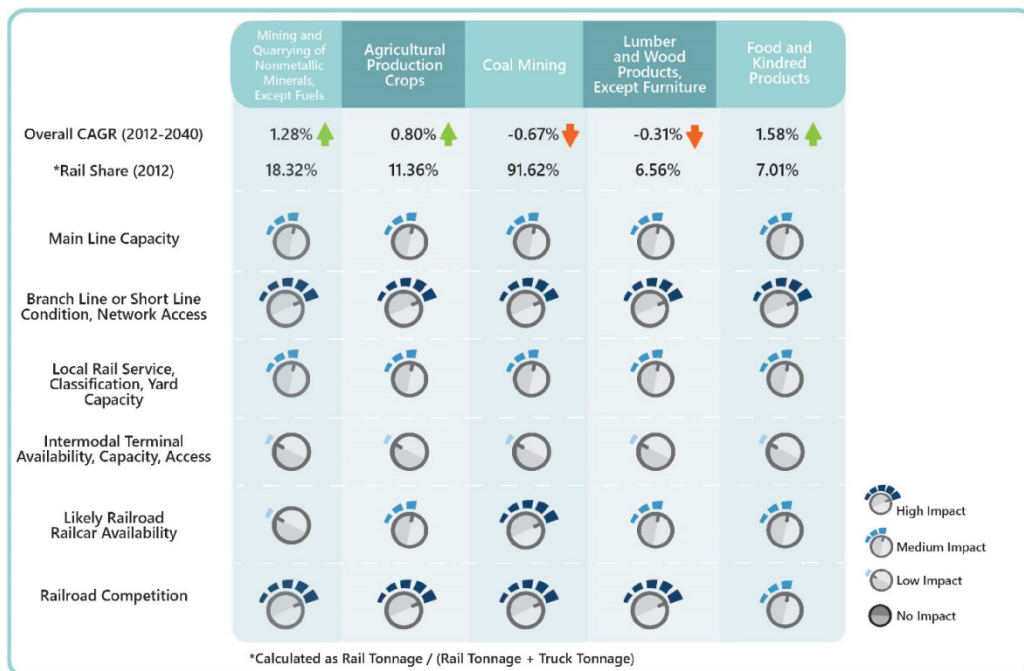 Mining and
Quarrying of
Nonmetallic
Minerals,
Except Fuels
Agricultural
Production
Crops
Coal Mining
Lumber
and Wood
Products,
Except Furniture
Food and
Kindred
Products
Overall CAGR (2012-2040)
1.28%
0.80%
-0.67%
-0.31%
1.58%
*Rail Share (2012)
18.32%
11.36%
91.62%
6.56%
7.01%
Main Line Capacity
Branch Line or Short Line
Condition, Network Access
Local Rail Service,
Classification, Yard
Capacity
Intermodal Terminal
Availability, Capacity, Access
Likely Railroad
Railcar Availability
Railroad Competition
High Impact
Medium Impact
Low Impact
No Impact
*Calculated as Rail Tonnage / (Rail Tonnage + Truck Tonnage)